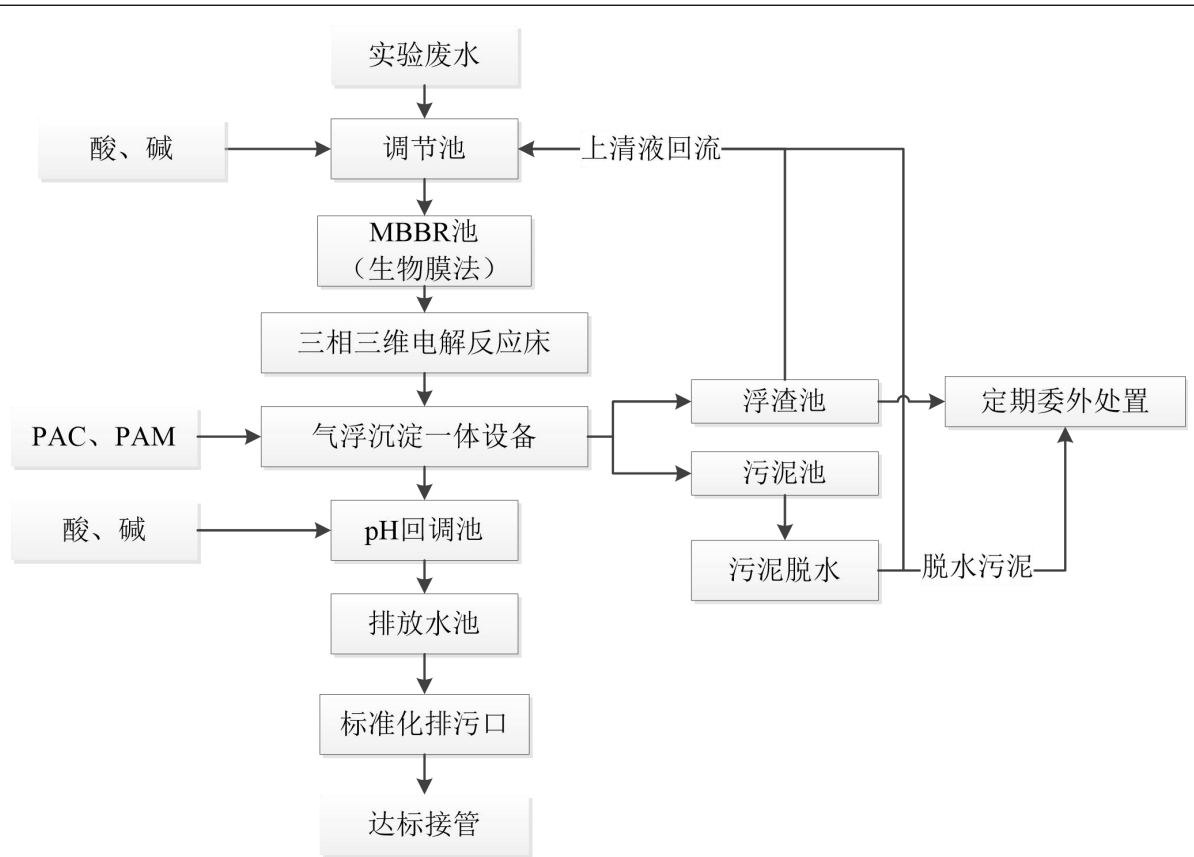 实验废水
酸、碱
调节池
上清液回流
MBBR池
（生物膜法）
三相三维电解反应床
浮渣池
定期委外处置
PAC、PAM
气浮沉淀一体设备
污泥池
酸、碱
pH回调池
污泥脱水
脱水污泥
排放水池
标准化排污口
达标接管